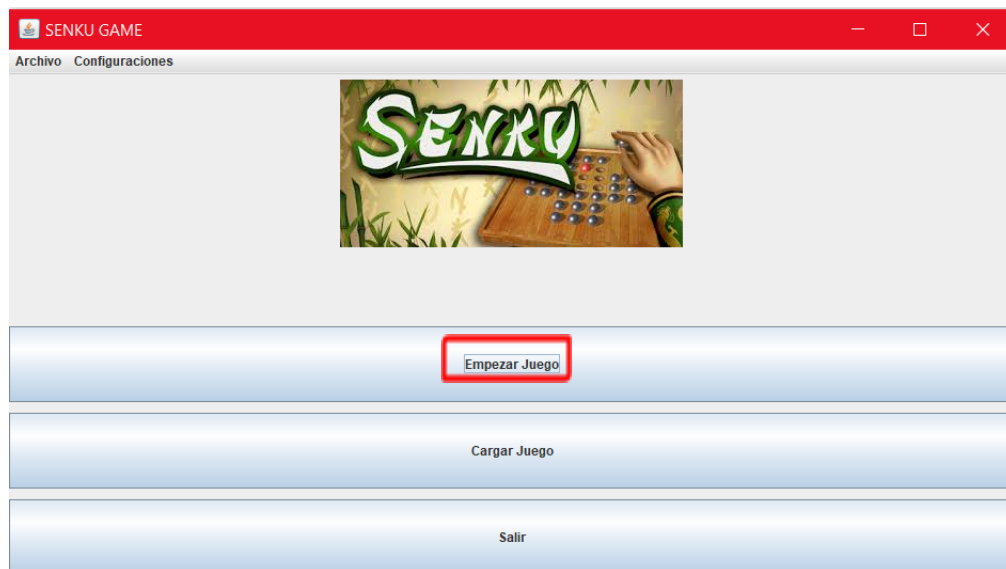 SENKU GAME
Archivo Configuraciones
SENKU
Empezar Juego
Cargar Juego
Salir